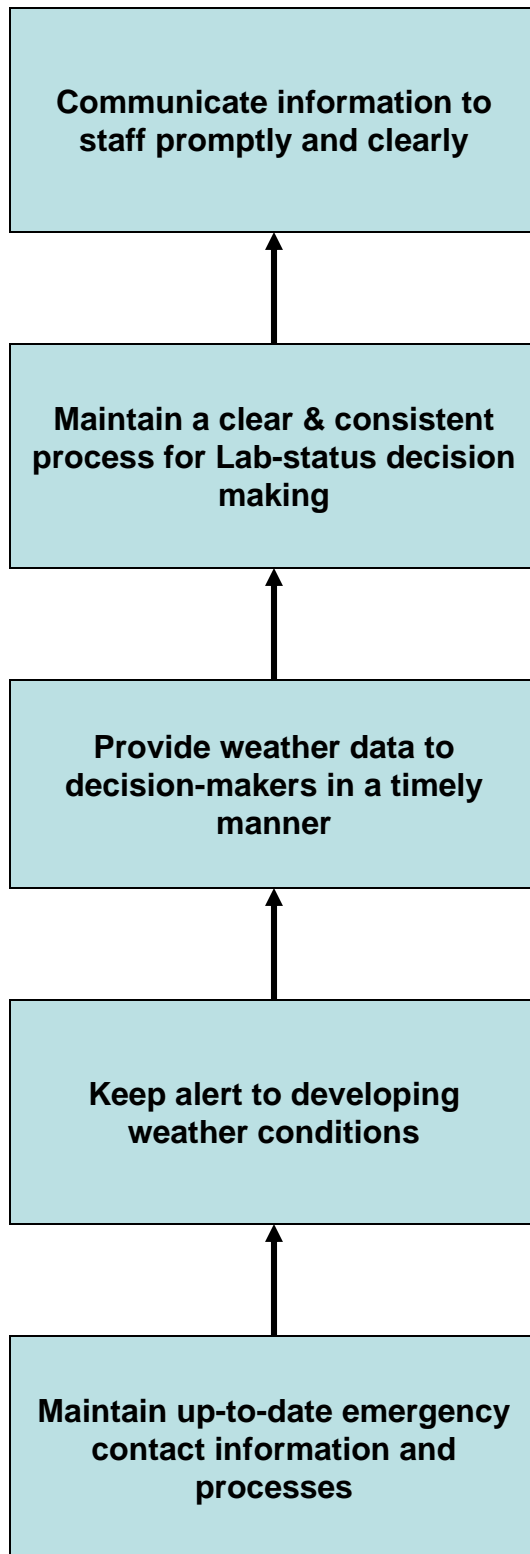 Communicate information to
staff promptly and clearly
Maintain a clear & consistent
process for Lab-status decision
making
Provide weather data to
decision-makers in a timely
manner
Keep alert to developing
weather conditions
Maintain up-to-date emergency
contact information and
processes